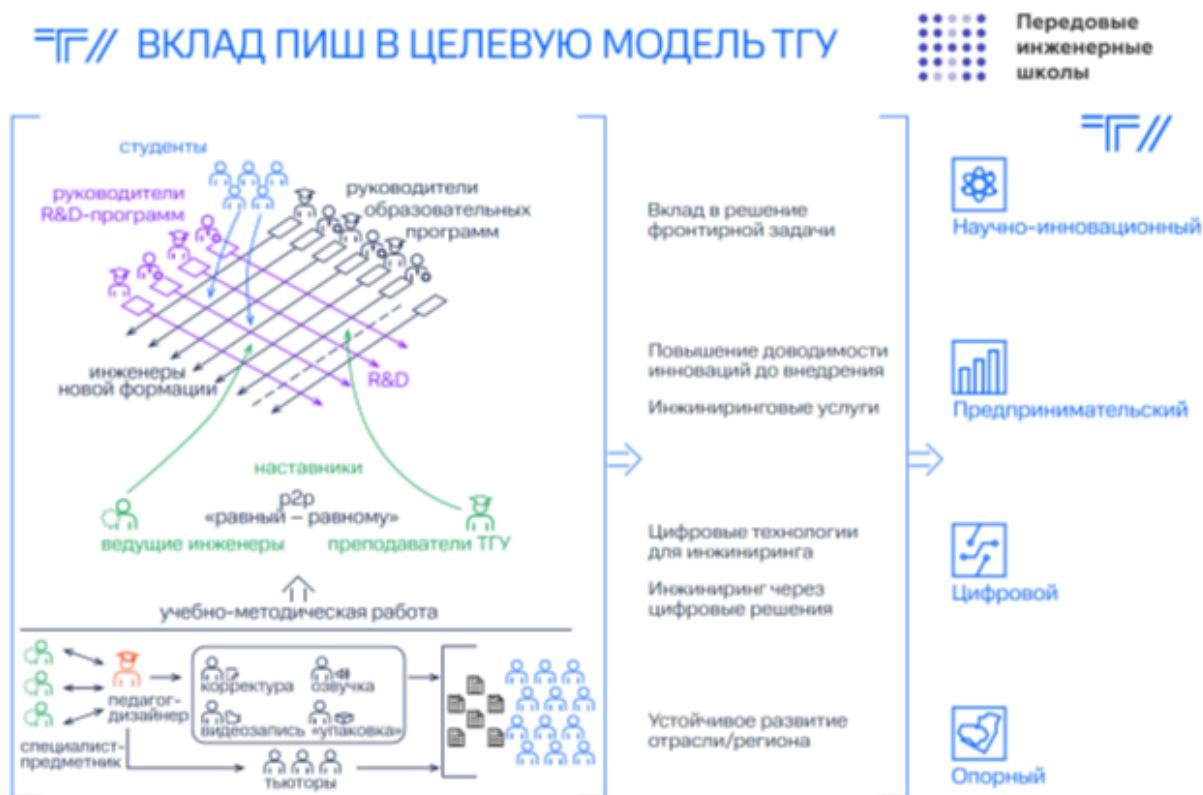 ВКЛАД ПИШ В ЦЕЛЕВУЮ МОДЕЛЬ ТГУ
Передовые
инженерные
школы
студенты
руководители
R&D-программ
руководители
образовательных
программ
инженеры
новой формации
R&D
наставники
p2p
«равный – равному»
ведущие инженеры
преподаватели ТГУ
учебно-методическая работа
педагог-
дизайнер
специалист-
предметник
корректура
озвучка
видеозапись
«упаковка»
тьюторы
Вклад в решение
фронтирной задачи
Повышение доводимости
инноваций до внедрения
Инжиниринговые услуги
Цифровые технологии
для инжиниринга
Инжиниринг через
цифровые решения
Устойчивое развитие
отрасли/региона
Научно-инновационный
Предпринимательский
Цифровой
Опорный